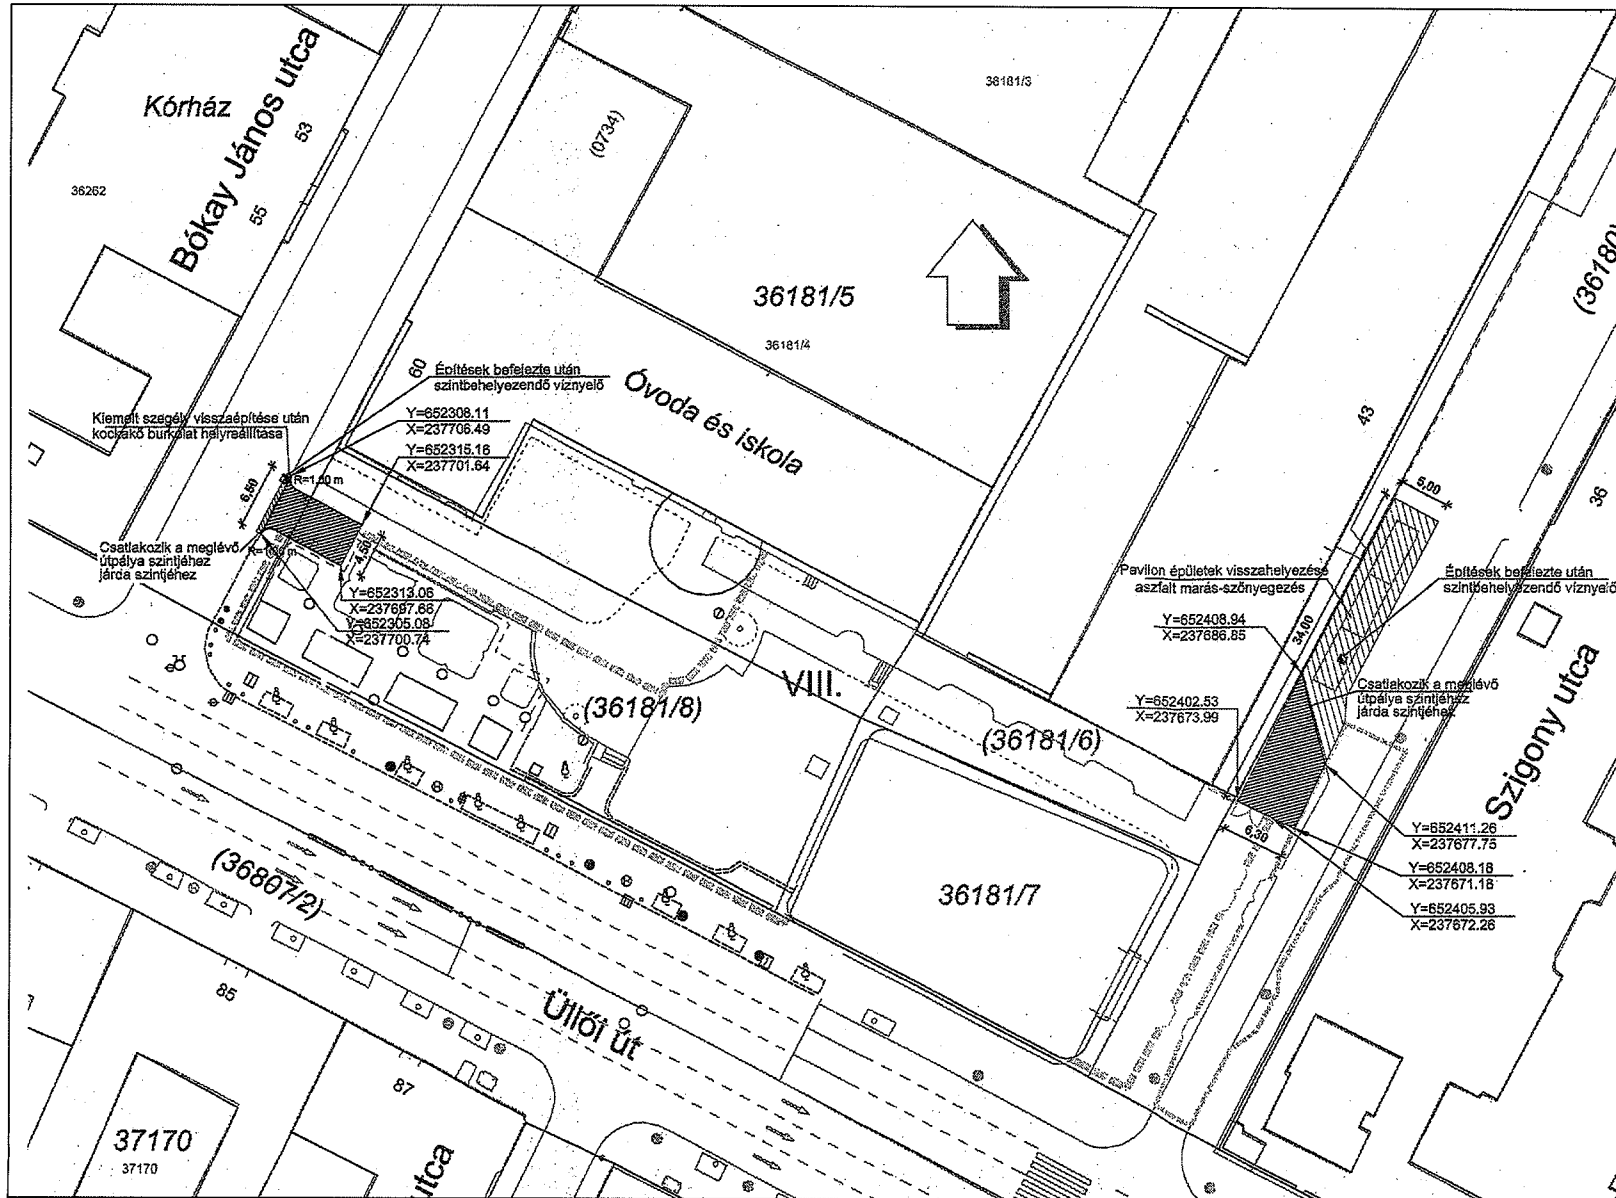 Kórház
Bókay János utca
53
55
36262
(0734)
36181/3
36181/5
36181/4
Óvoda és iskola
(36180)
43
36
60
Építések befejezte után
szintbehelyezendő víznyelő
Kiemelt szegély visszaépítése után
kockakő burkolat helyreállítása
Y=652308.11
X=237706.49
Y=652315.16
X=237701.64
R=1,00 m
6,50
Csatlakozik a meglévő
útpálya szintjéhez
járda szintjéhez
4,50
Y=652313.06
X=237697.66
Y=652305.08
X=237700.74
5,00
Pavilon épületek visszahelyezése
aszfalt marás-szőnyegezés
Építések befejezte után
szintbehelyezendő víznyelő
34,00
Y=652408.94
X=237686.85
Csatlakozik a meglévő
útpálya szintjéhez
járda szintjéhez
Y=652402.53
X=237673.99
VIII.
(36181/8)
(36181/6)
Szigony utca
6,30
Y=652411.26
X=237677.75
Y=652408.18
X=237671.18
Y=652405.93
X=237672.26
36181/7
(36807/2)
Üllői út
85
87
37170
37170
utca